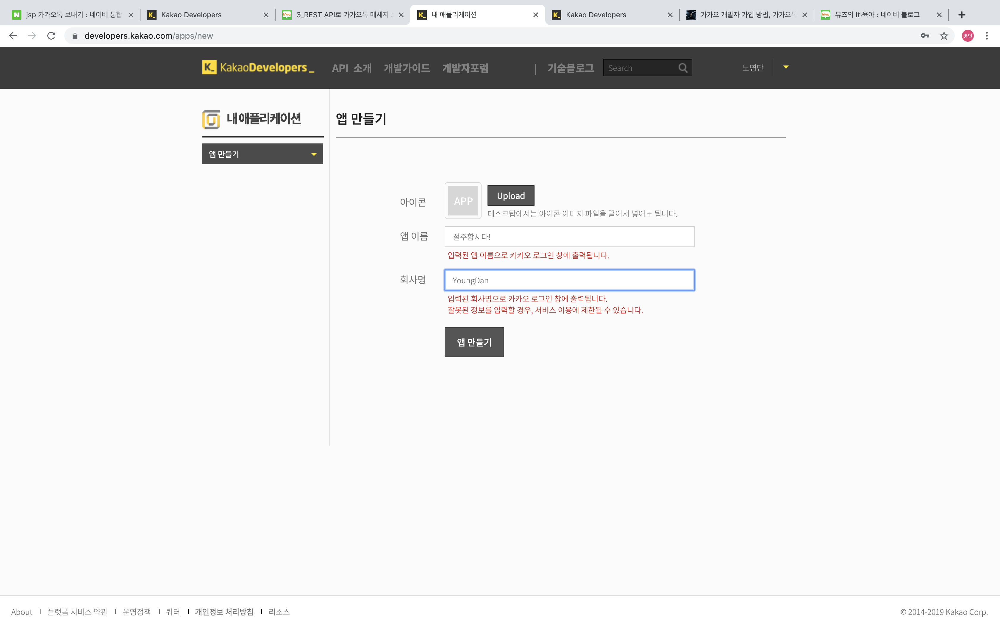 jsp 카카오톡 보내기 : 네이버 통합
Kakao Developers
3_REST API로 카카오톡 메세지
내 애플리케이션
Kakao Developers
카카오 개발자 가입 방법, 카카오톡
뮤즈의 it·육아 : 네이버 블로그
developers.kakao.com/apps/new
영단
K_ KakaoDevelopers_
API 소개
개발가이드
개발자포럼
|
기술블로그
Search
노영단
내 애플리케이션
앱 만들기
앱 만들기
아이콘
APP
Upload
데스크탑에서는 아이콘 이미지 파일을 끌어서 넣어도 됩니다.
앱 이름
절주합시다!
입력된 앱 이름으로 카카오 로그인 창에 출력됩니다.
회사명
YoungDan
입력된 회사명으로 카카오 로그인 창에 출력됩니다.
잘못된 정보를 입력할 경우, 서비스 이용에 제한될 수 있습니다.
앱 만들기
About | 플랫폼 서비스 약관 | 운영정책 | 쿼터 | 개인정보 처리방침 | 리소스
© 2014-2019 Kakao Corp.